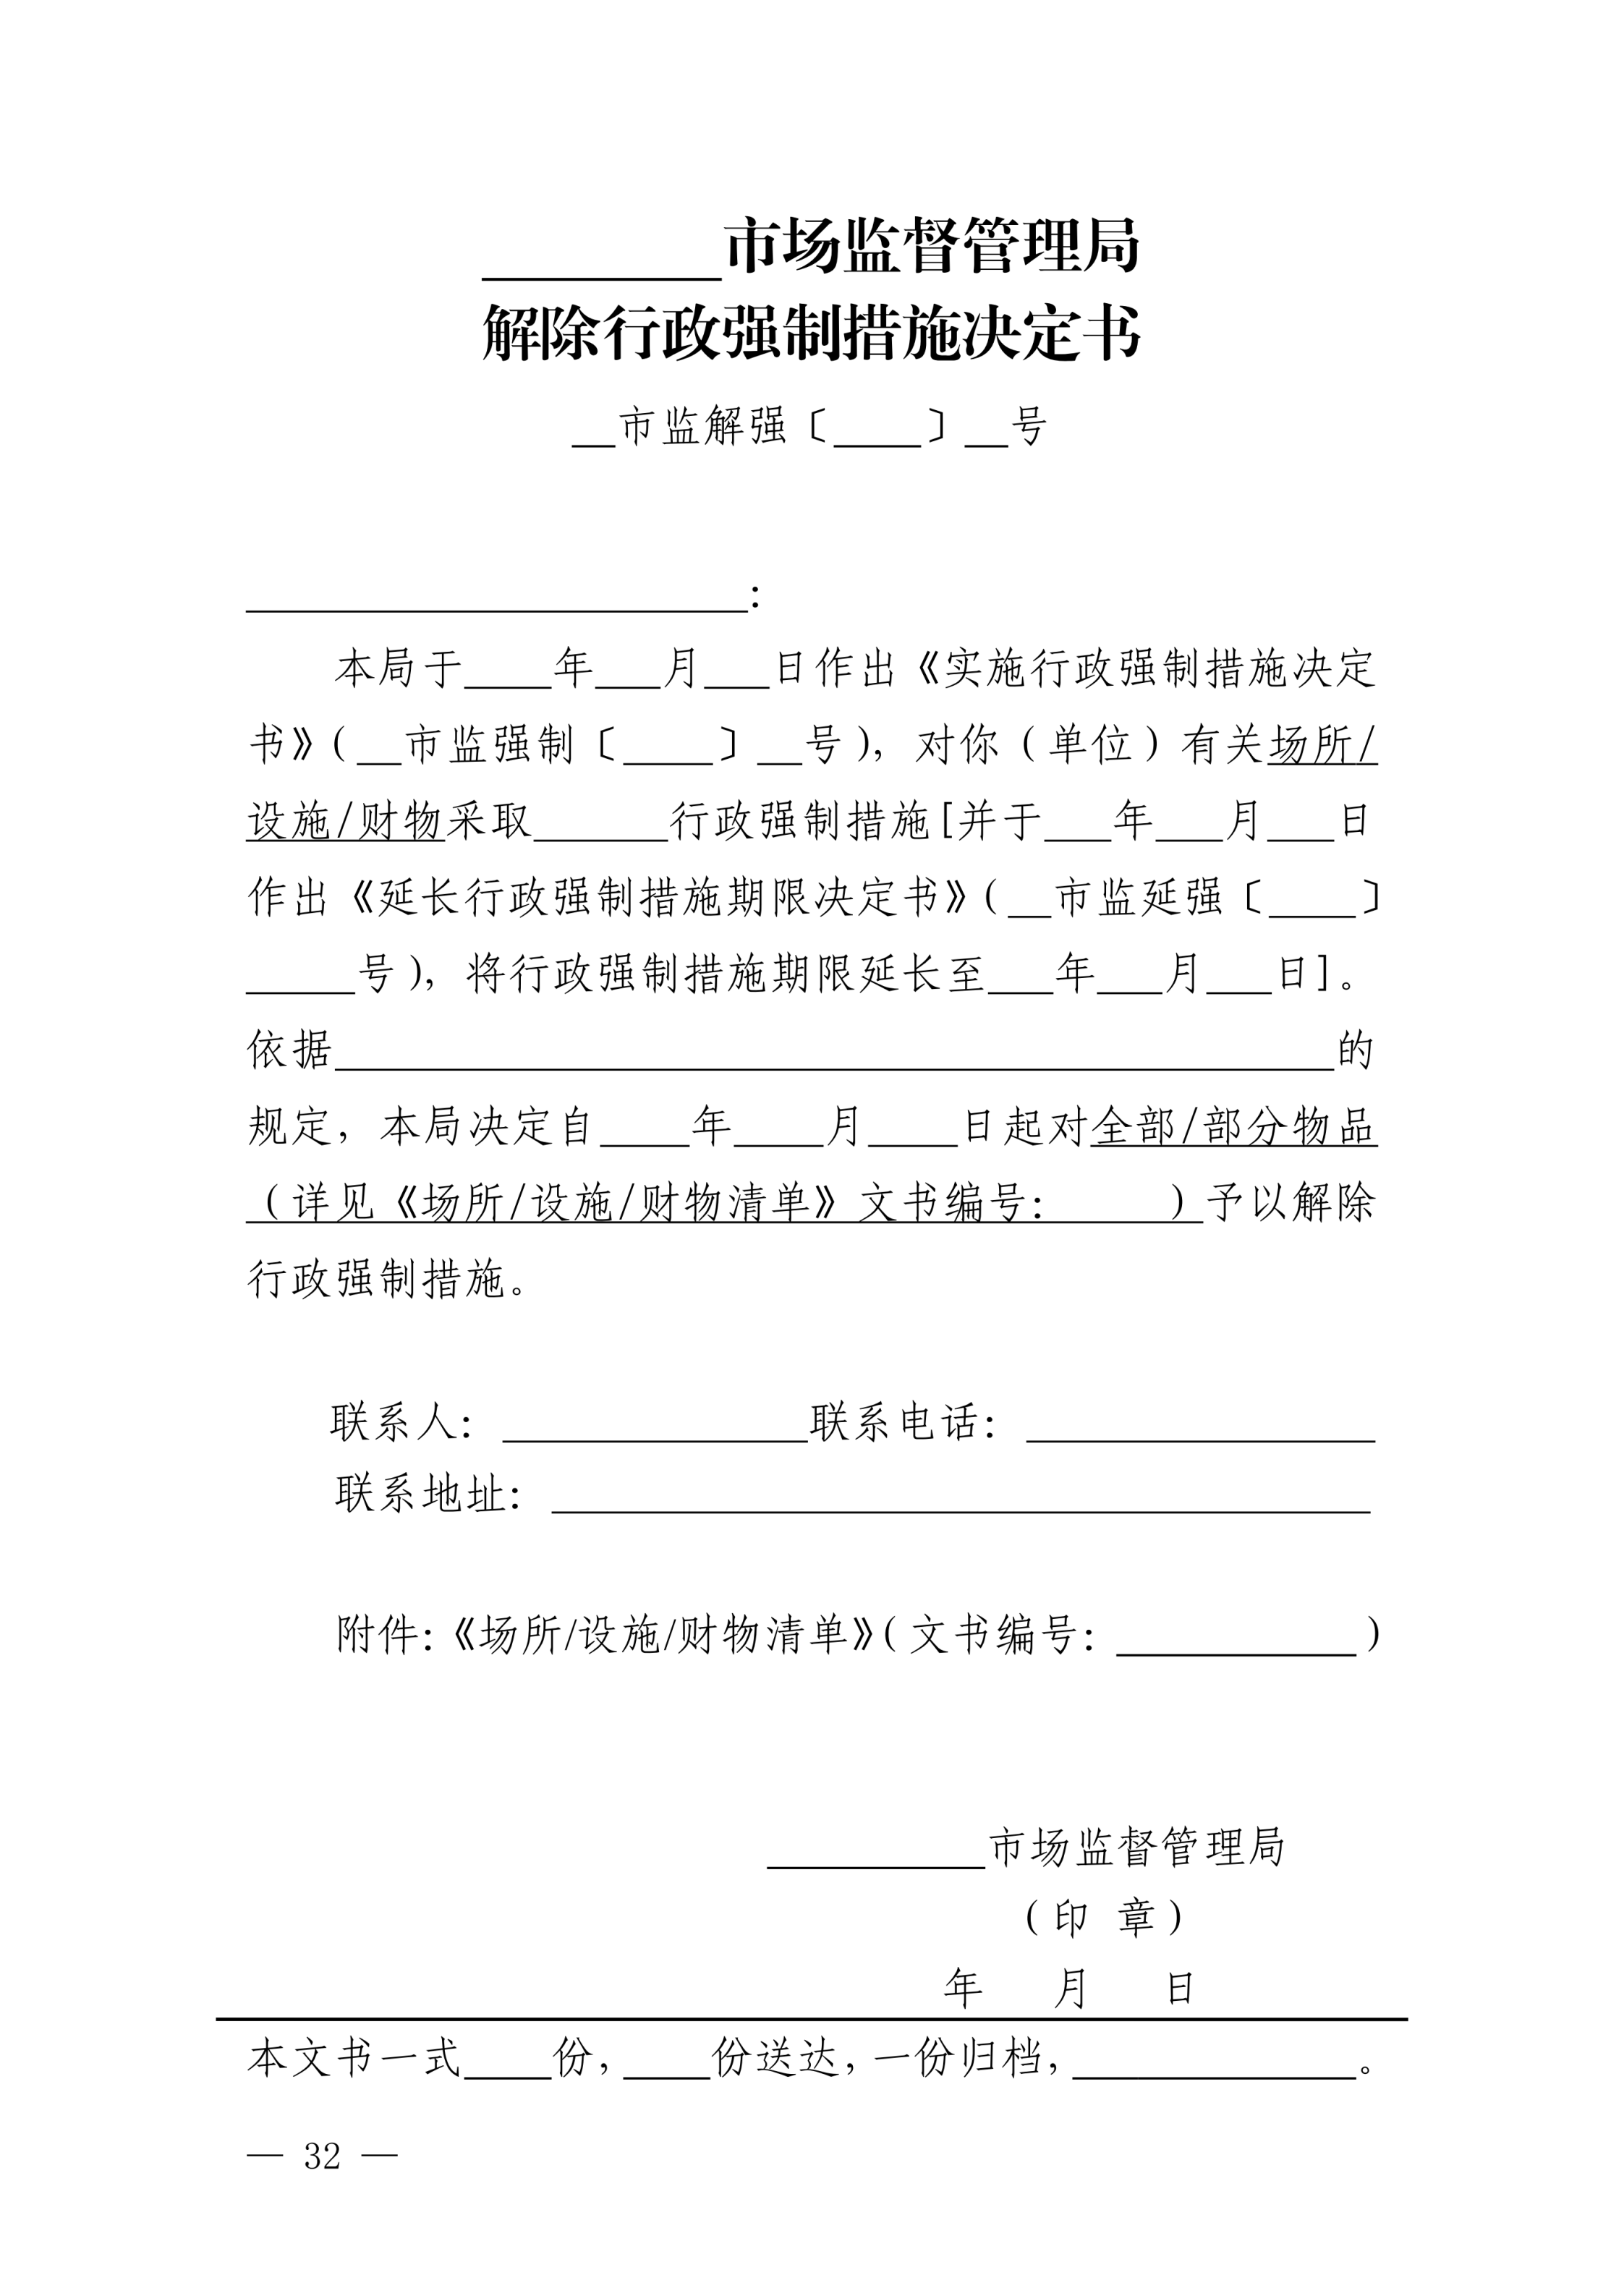 ___________市场监督管理局
解除行政强制措施决定书
__市监解强〔____〕__号
_______________________：
本局于____年___月___日作出《实施行政强制措施决定
书》（__市监强制〔____〕__号），对你（单位）有关场所/
设施/财物采取______行政强制措施[并于___年___月___日
作出《延长行政强制措施期限决定书》（__市监延强〔____〕
_____号），将行政强制措施期限延长至___年___月___日]。
依据______________________________________________的
规定，本局决定自____年____月____日起对全部/部分物品
（详见《场所/设施/财物清单》文书编号：      ）予以解除
行政强制措施。
联系人：______________联系电话：________________
联系地址：______________________________________
附件：《场所/设施/财物清单》（文书编号：___________）
__________市场监督管理局
（印 章）
年  月  日
本文书一式____份，____份送达，一份归档，_____________。
— 32 —